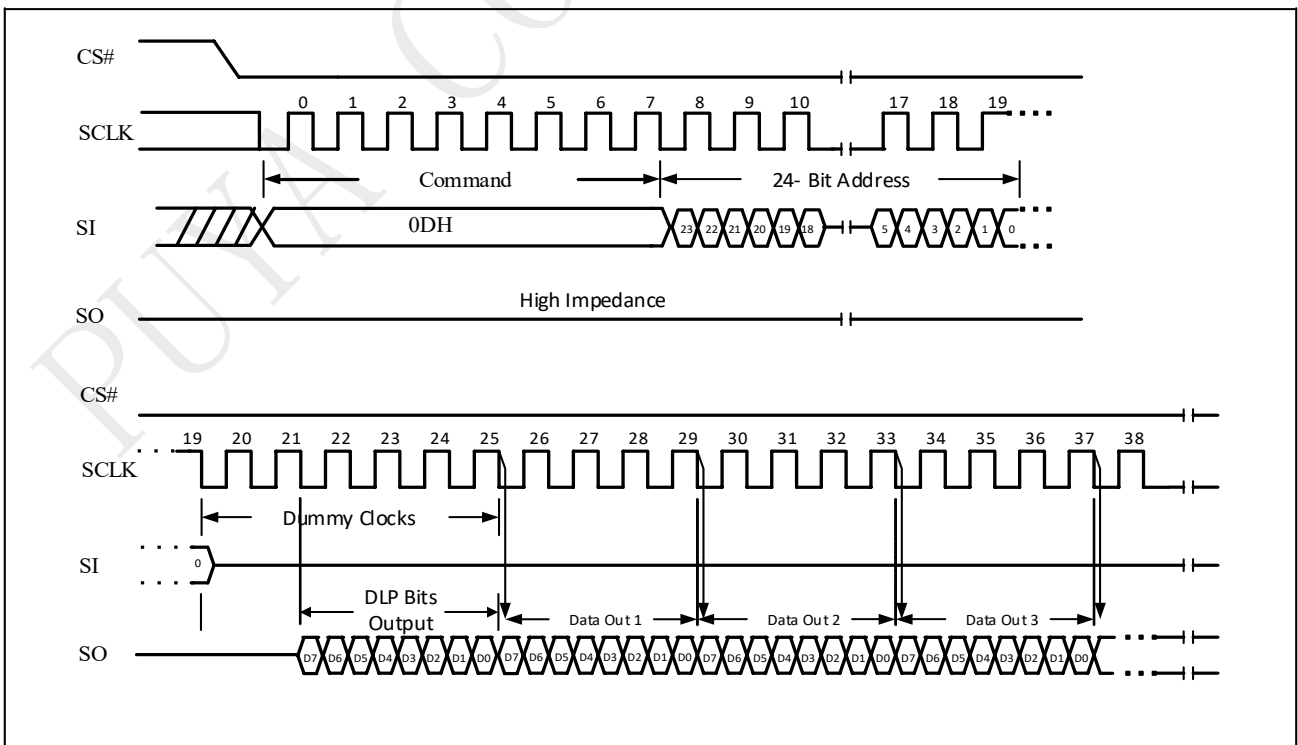 PUYA CO
CS#
0 1 2 3 4 5 6 7 8 9 10 17 18 19
SCLK
Command 24- Bit Address
SI 0DH 23 22 21 20 19 18 5 4 3 2 1 0
High Impedance
SO
CS#
19 20 21 22 23 24 25 26 27 28 29 30 31 32 33 34 35 36 37 38
SCLK
Dummy Clocks
SI 0
DLP Bits
Output
Data Out 1 Data Out 2 Data Out 3
SO D7 D6 D5 D4 D3 D2 D1 D0 D7 D6 D5 D4 D3 D2 D1 D0 D7 D6 D5 D4 D3 D2 D1 D0 D7 D6 D5 D4 D3 D2 D1 D0